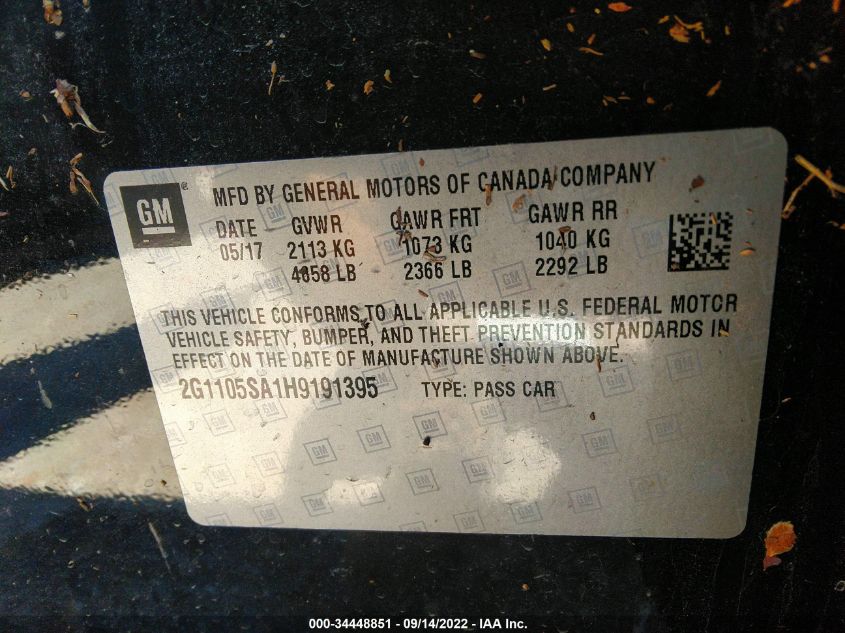 GM ® MFD BY GENERAL MOTORS OF CANADA COMPANY
DATE GVWR GAWR FRT GAWR RR
05/17 2113 KG 1073 KG 1040 KG
4658 LB 2366 LB 2292 LB
THIS VEHICLE CONFORMS TO ALL APPLICABLE U.S. FEDERAL MOTOR
VEHICLE SAFETY, BUMPER, AND THEFT PREVENTION STANDARDS IN
EFFECT ON THE DATE OF MANUFACTURE SHOWN ABOVE.
2G1105SA1H9191395 TYPE: PASS CAR
000-34448851 - 09/14/2022 - IAA Inc.